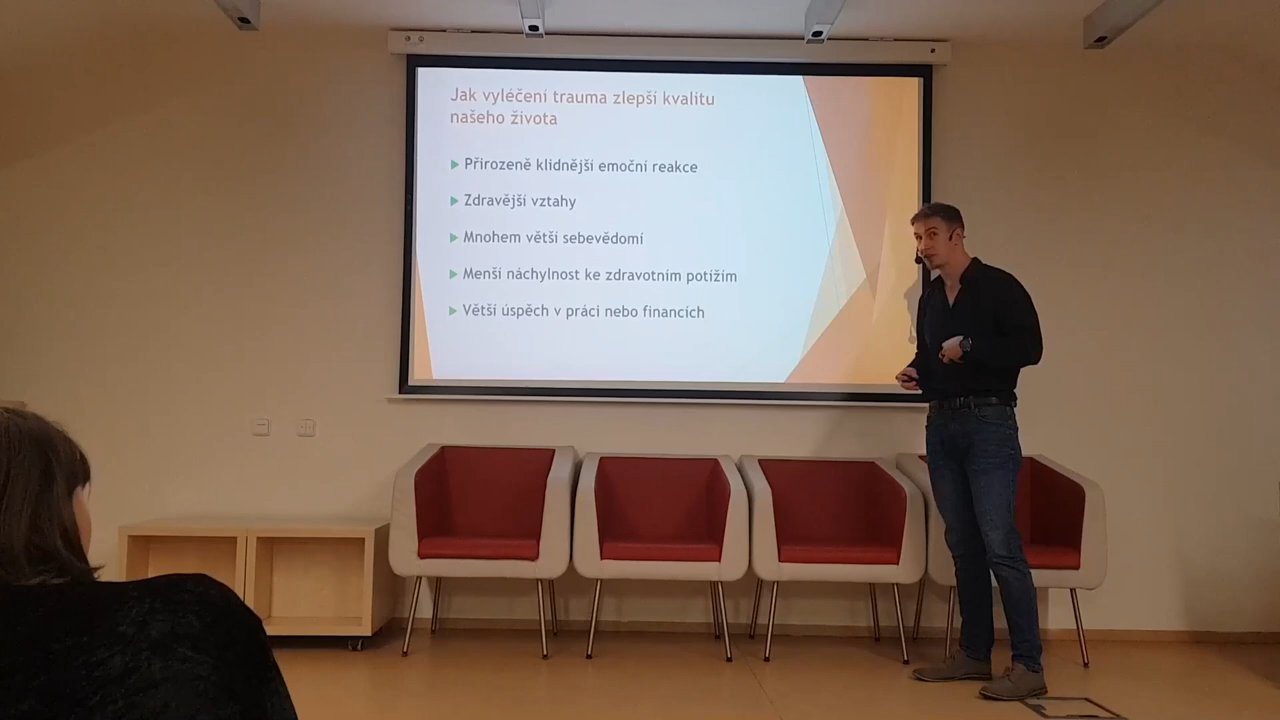 Jak vyléčení trauma zlepší kvalitu
našeho života
Přirozeně klidnější emoční reakce
Zdravější vztahy
Mnohem větší sebevědomí
Menší náchylnost ke zdravotním potížím
Větší úspěch v práci nebo financích